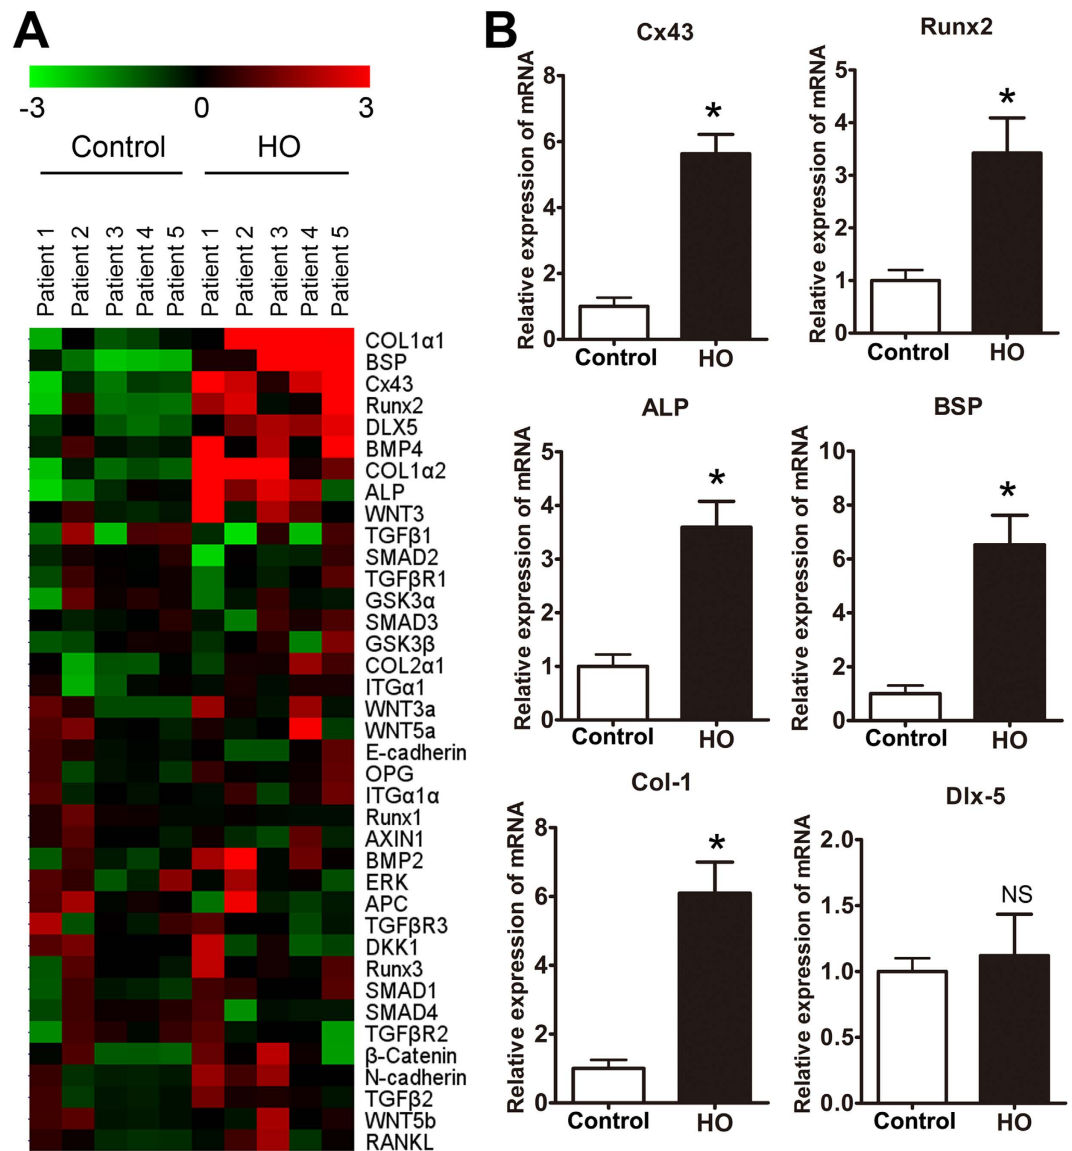 A
-3 0 3
Control HO
Patient 1
Patient 2
Patient 3
Patient 4
Patient 5
Patient 1
Patient 2
Patient 3
Patient 4
Patient 5
COL1α1
BSP
Cx43
Runx2
DLX5
BMP4
COL1α2
ALP
WNT3
TGFβ1
SMAD2
TGFβR1
GSK3α
SMAD3
GSK3β
COL2α1
ITGα1
WNT3a
WNT5a
E-cadherin
OPG
ITGα1α
Runx1
AXIN1
BMP2
ERK
APC
TGFβR3
DKK1
Runx3
SMAD1
SMAD4
TGFβR2
β-Catenin
N-cadherin
TGFβ2
WNT5b
RANKL
B
Cx43
Relative expression of mRNA
8
6
4
2
0
*
Control HO
Runx2
Relative expression of mRNA
5
4
3
2
1
0
*
Control HO
ALP
Relative expression of mRNA
5
4
3
2
1
0
*
Control HO
BSP
Relative expression of mRNA
10
8
6
4
2
0
*
Control HO
Col-1
Relative expression of mRNA
8
6
4
2
0
*
Control HO
Dlx-5
Relative expression of mRNA
2.0
1.5
1.0
0.5
0.0
NS
Control HO